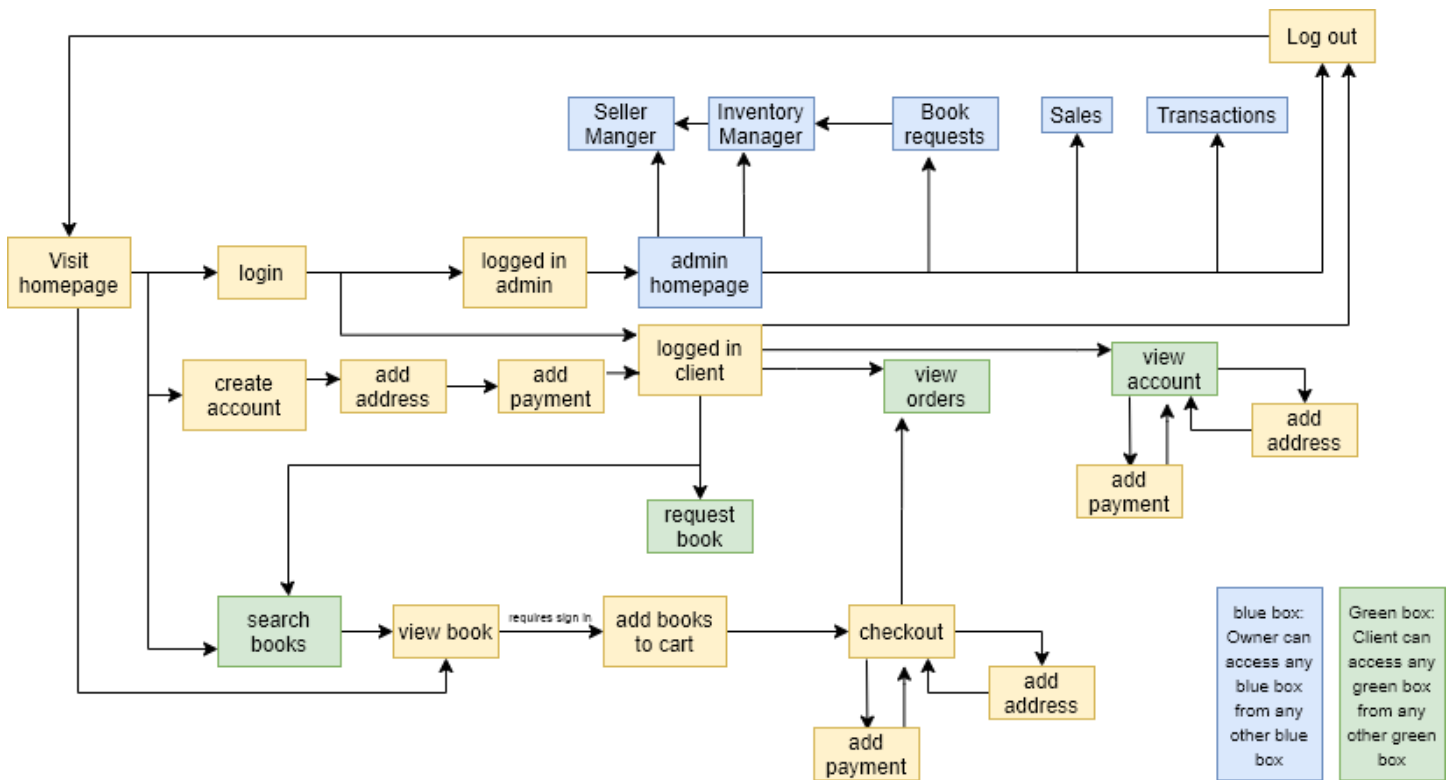 Log out
Seller
Manger
Inventory
Manager
Book
requests
Sales
Transactions
Visit
homepage
login
logged in
admin
admin
homepage
logged in
client
create
account
add
address
add
payment
view
orders
view
account
add
address
add
payment
request
book
search
books
view book
requires sign in
add books
to cart
checkout
add
address
add
payment
blue box:
Owner can
access any
blue box
from any
other blue
box
Green box:
Client can
access any
green box
from any
other green
box